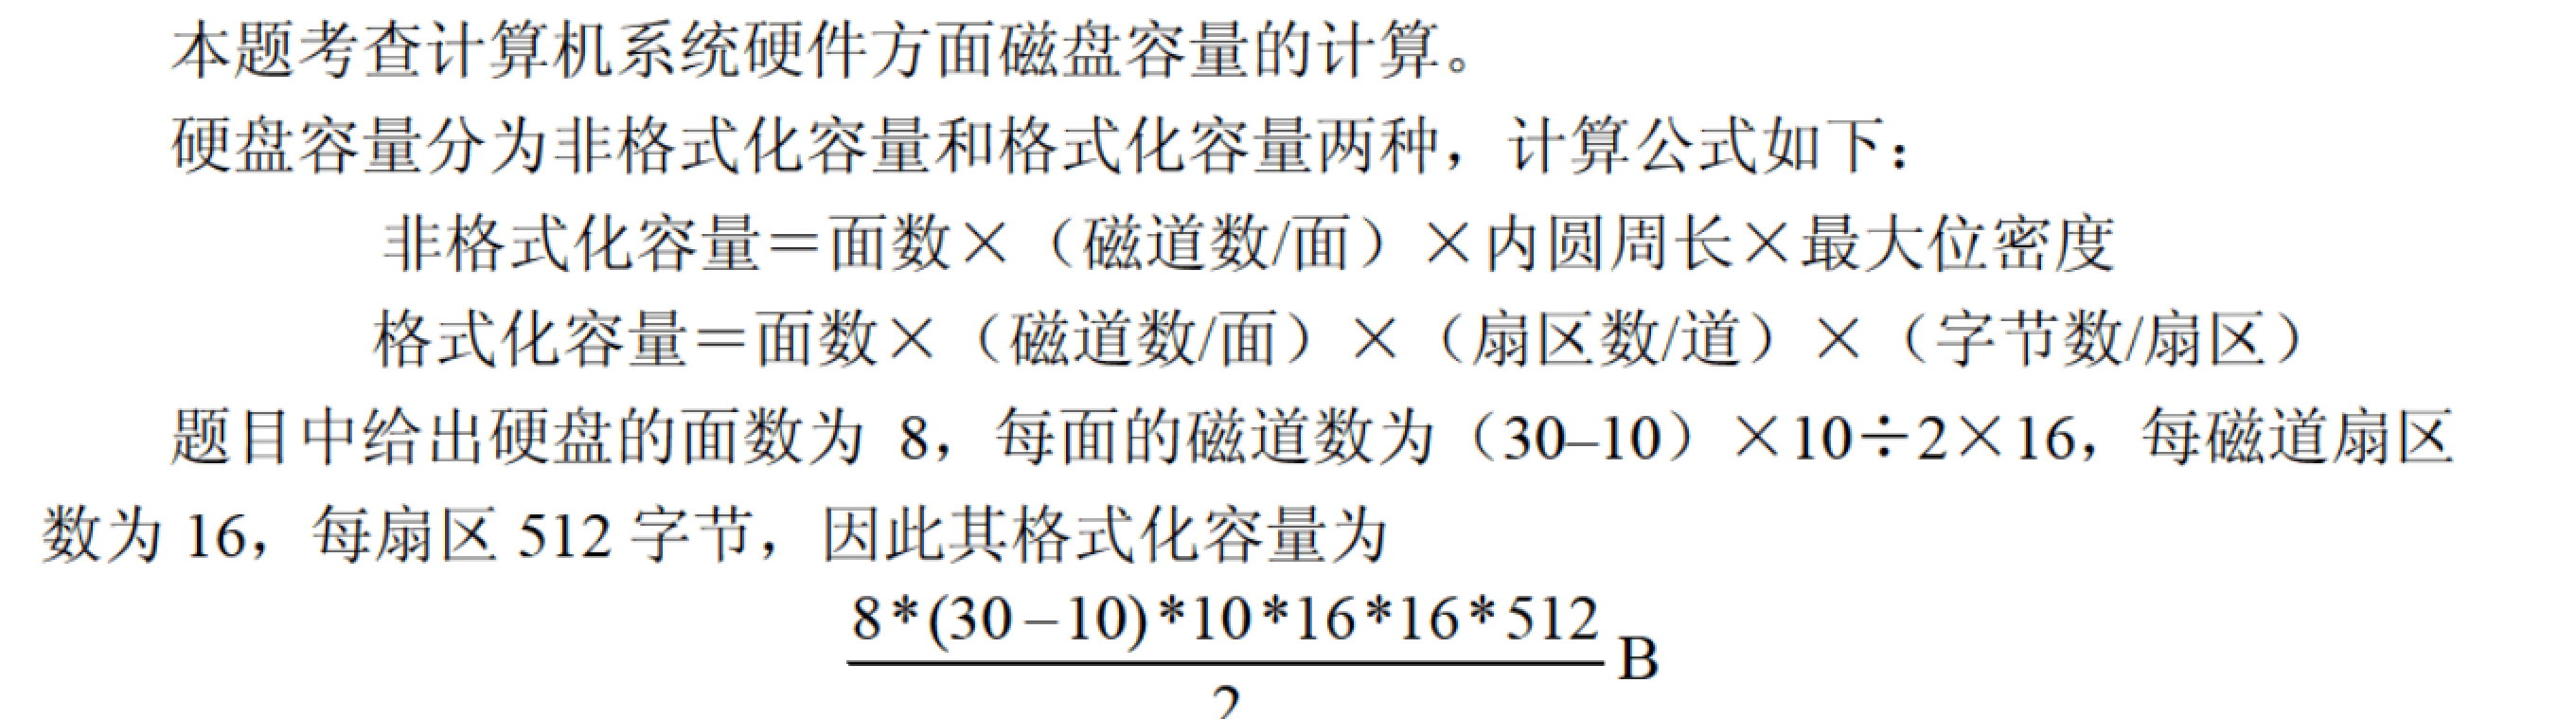 本题考查计算机系统硬件方面磁盘容量的计算。
硬盘容量分为非格式化容量和格式化容量两种，计算公式如下：
非格式化容量＝面数×（磁道数/面）×内圆周长×最大位密度
格式化容量＝面数×（磁道数/面）×（扇区数/道）×（字节数/扇区）
题目中给出硬盘的面数为 8，每面的磁道数为（30–10）×10÷2×16，每磁道扇区
数为 16，每扇区 512 字节，因此其格式化容量为
8*(30–10)*10*16*16*512
B
2